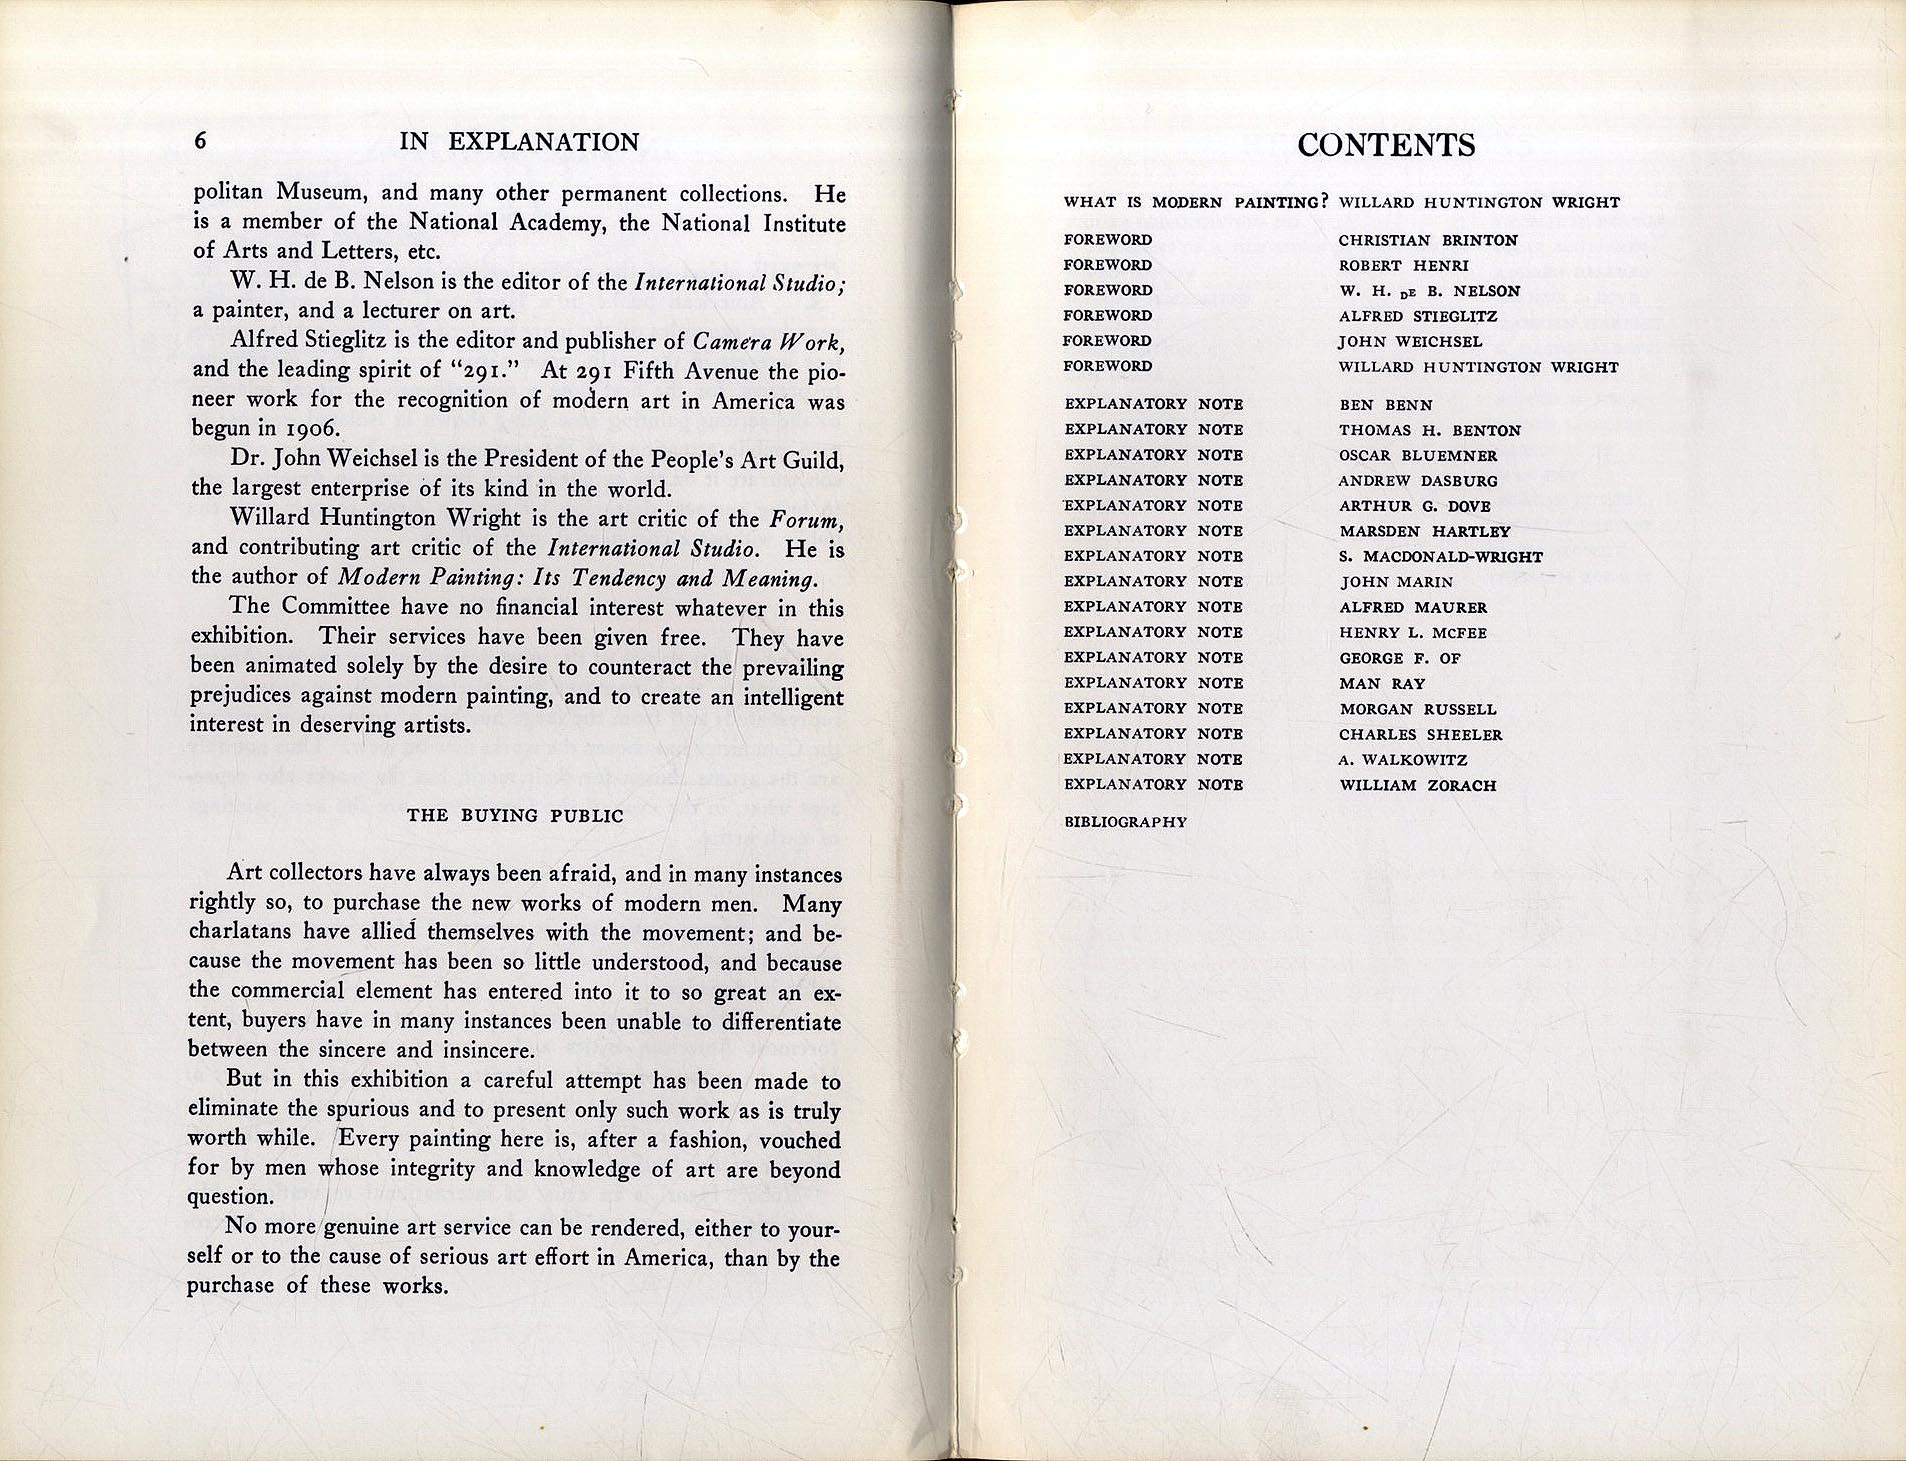 6 IN EXPLANATION
politan Museum, and many other permanent collections. He
is a member of the National Academy, the National Institute
of Arts and Letters, etc.
W. H. de B. Nelson is the editor of the International Studio;
a painter, and a lecturer on art.
Alfred Stieglitz is the editor and publisher of Camera Work,
and the leading spirit of “291.” At 291 Fifth Avenue the pio-
neer work for the recognition of modern art in America was
begun in 1906.
Dr. John Weichsel is the President of the People's Art Guild,
the largest enterprise of its kind in the world.
Willard Huntington Wright is the art critic of the Forum,
and contributing art critic of the International Studio. He is
the author of Modern Painting: Its Tendency and Meaning.
The Committee have no financial interest whatever in this
exhibition. Their services have been given free. They have
been animated solely by the desire to counteract the prevailing
prejudices against modern painting, and to create an intelligent
interest in deserving artists.
THE BUYING PUBLIC
Art collectors have always been afraid, and in many instances
rightly so, to purchase the new works of modern men. Many
charlatans have allied themselves with the movement; and be-
cause the movement has been so little understood, and because
the commercial element has entered into it to so great an ex-
tent, buyers have in many instances been unable to differentiate
between the sincere and insincere.
But in this exhibition a careful attempt has been made to
eliminate the spurious and to present only such work as is truly
worth while. Every painting here is, after a fashion, vouched
for by men whose integrity and knowledge of art are beyond
question.
No more genuine art service can be rendered, either to your-
self or to the cause of serious art effort in America, than by the
purchase of these works.
CONTENTS
WHAT IS MODERN PAINTING? WILLARD HUNTINGTON WRIGHT
FOREWORD CHRISTIAN BRINTON
FOREWORD ROBERT HENRI
FOREWORD W. H. DE B. NELSON
FOREWORD ALFRED STIEGLITZ
FOREWORD JOHN WEICHSEL
FOREWORD WILLARD HUNTINGTON WRIGHT
EXPLANATORY NOTE BEN BENN
EXPLANATORY NOTE THOMAS H. BENTON
EXPLANATORY NOTE OSCAR BLUEMNER
EXPLANATORY NOTE ANDREW DASBURG
EXPLANATORY NOTE ARTHUR G. DOVE
EXPLANATORY NOTE MARSDEN HARTLEY
EXPLANATORY NOTE S. MACDONALD-WRIGHT
EXPLANATORY NOTE JOHN MARIN
EXPLANATORY NOTE ALFRED MAURER
EXPLANATORY NOTE HENRY L. MCFEE
EXPLANATORY NOTE GEORGE F. OF
EXPLANATORY NOTE MAN RAY
EXPLANATORY NOTE MORGAN RUSSELL
EXPLANATORY NOTE CHARLES SHEELER
EXPLANATORY NOTE A. WALKOWITZ
EXPLANATORY NOTE WILLIAM ZORACH
BIBLIOGRAPHY